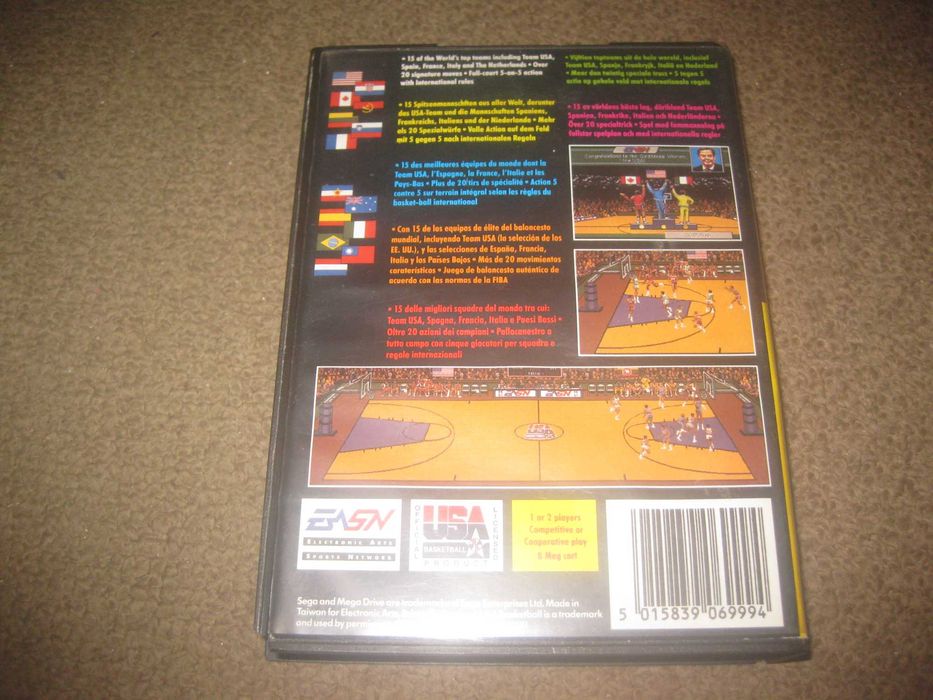 • 15 of the World's top teams including Team USA,
Spain, France, Italy and The Netherlands • Over
20 signature moves • Full-court 5-on-5 action
with International rules
• 15 Spitzenmannschaften aus aller Welt, darunter
das USA-Team und die Mannschaften Spaniens,
Frankreichs, Italiens und der Niederlande • Mehr
als 20 Spezialwürfe • Volle Action auf dem Feld
mit 5 gegen 5 nach internationalen Regeln
• 15 des meilleures équipes du monde dont la
Team USA, l'Espagne, la France, l'Italie et les
Pays-Bas • Plus de 20 tirs de spécialité • Action 5
contre 5 sur terrain intégral selon les règles du
basket-ball international
• Con 15 de los equipos de élite del baloncesto
mundial, incluyendo Team USA (la selección de los
EE. UU.), y las selecciones de España, Francia,
Italia y los Países Bajos • Más de 20 movimientos
caraterísticos • Juego de baloncesto auténtico de
acuerdo con las normas de la FIBA
• 15 delle migliori squadre del mondo tra cui:
Team USA, Spagna, Francia, Italia e Paesi Bassi •
Oltre 20 azioni dei campioni • Pallacanestro a
tutto campo con cinque giocatori per squadra e
regole internazionali
• Vijftien topteams uit de hele wereld, inclusief
Team USA, Spanje, Frankrijk, Italië en Nederland
• Meer dan twintig speciale trucs • 5 tegen 5
actie op gehele veld met internationale regels
• 15 av världens bästa lag, däribland Team USA,
Spanien, Frankrike, Italien och Nederländerna •
Över 20 specialtrick • Spel med femmannalag på
fullstor spelplan och med internationella regler
EASN
EASN
EASN
EASN
Electronic Arts
Sports Network
OFFICIAL
USA
BASKETBALL
LICENSED
PRODUCT
1 or 2 players
Competitive or
Cooperative play
8 Meg cart
Sega and Mega Drive are trademarks of Sega Enterprises Ltd. Made in
Taiwan for Electronic Arts. Basketball is a trademark
and used by
5 015839 069994